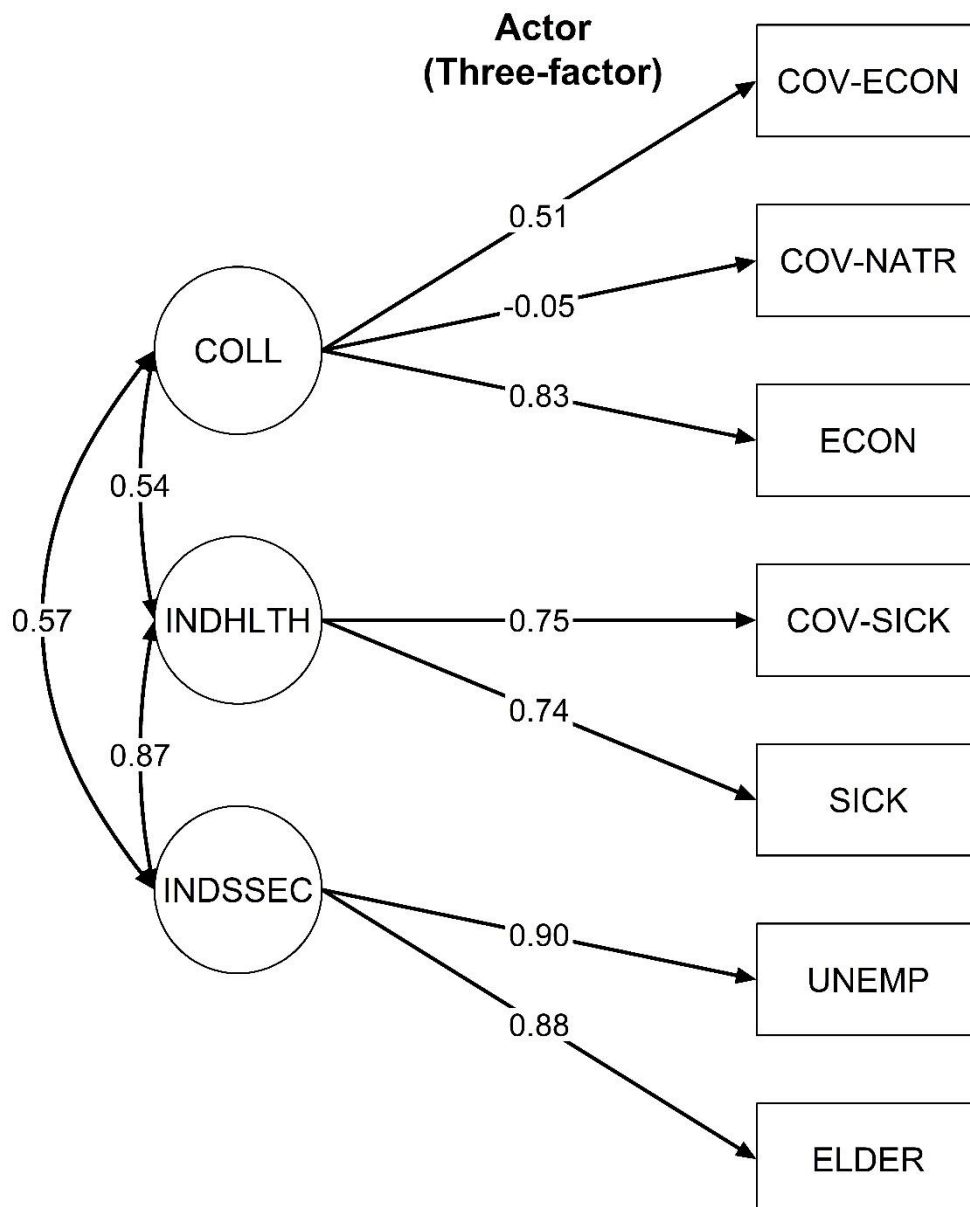 Actor
(Three-factor)
COV-ECON
0.51
COV-NATR
-0.05
COLL
0.83
ECON
0.54
0.57
INDHLTH
0.75
COV-SICK
0.74
0.87
SICK
INDSSEC
0.90
UNEMP
0.88
ELDER